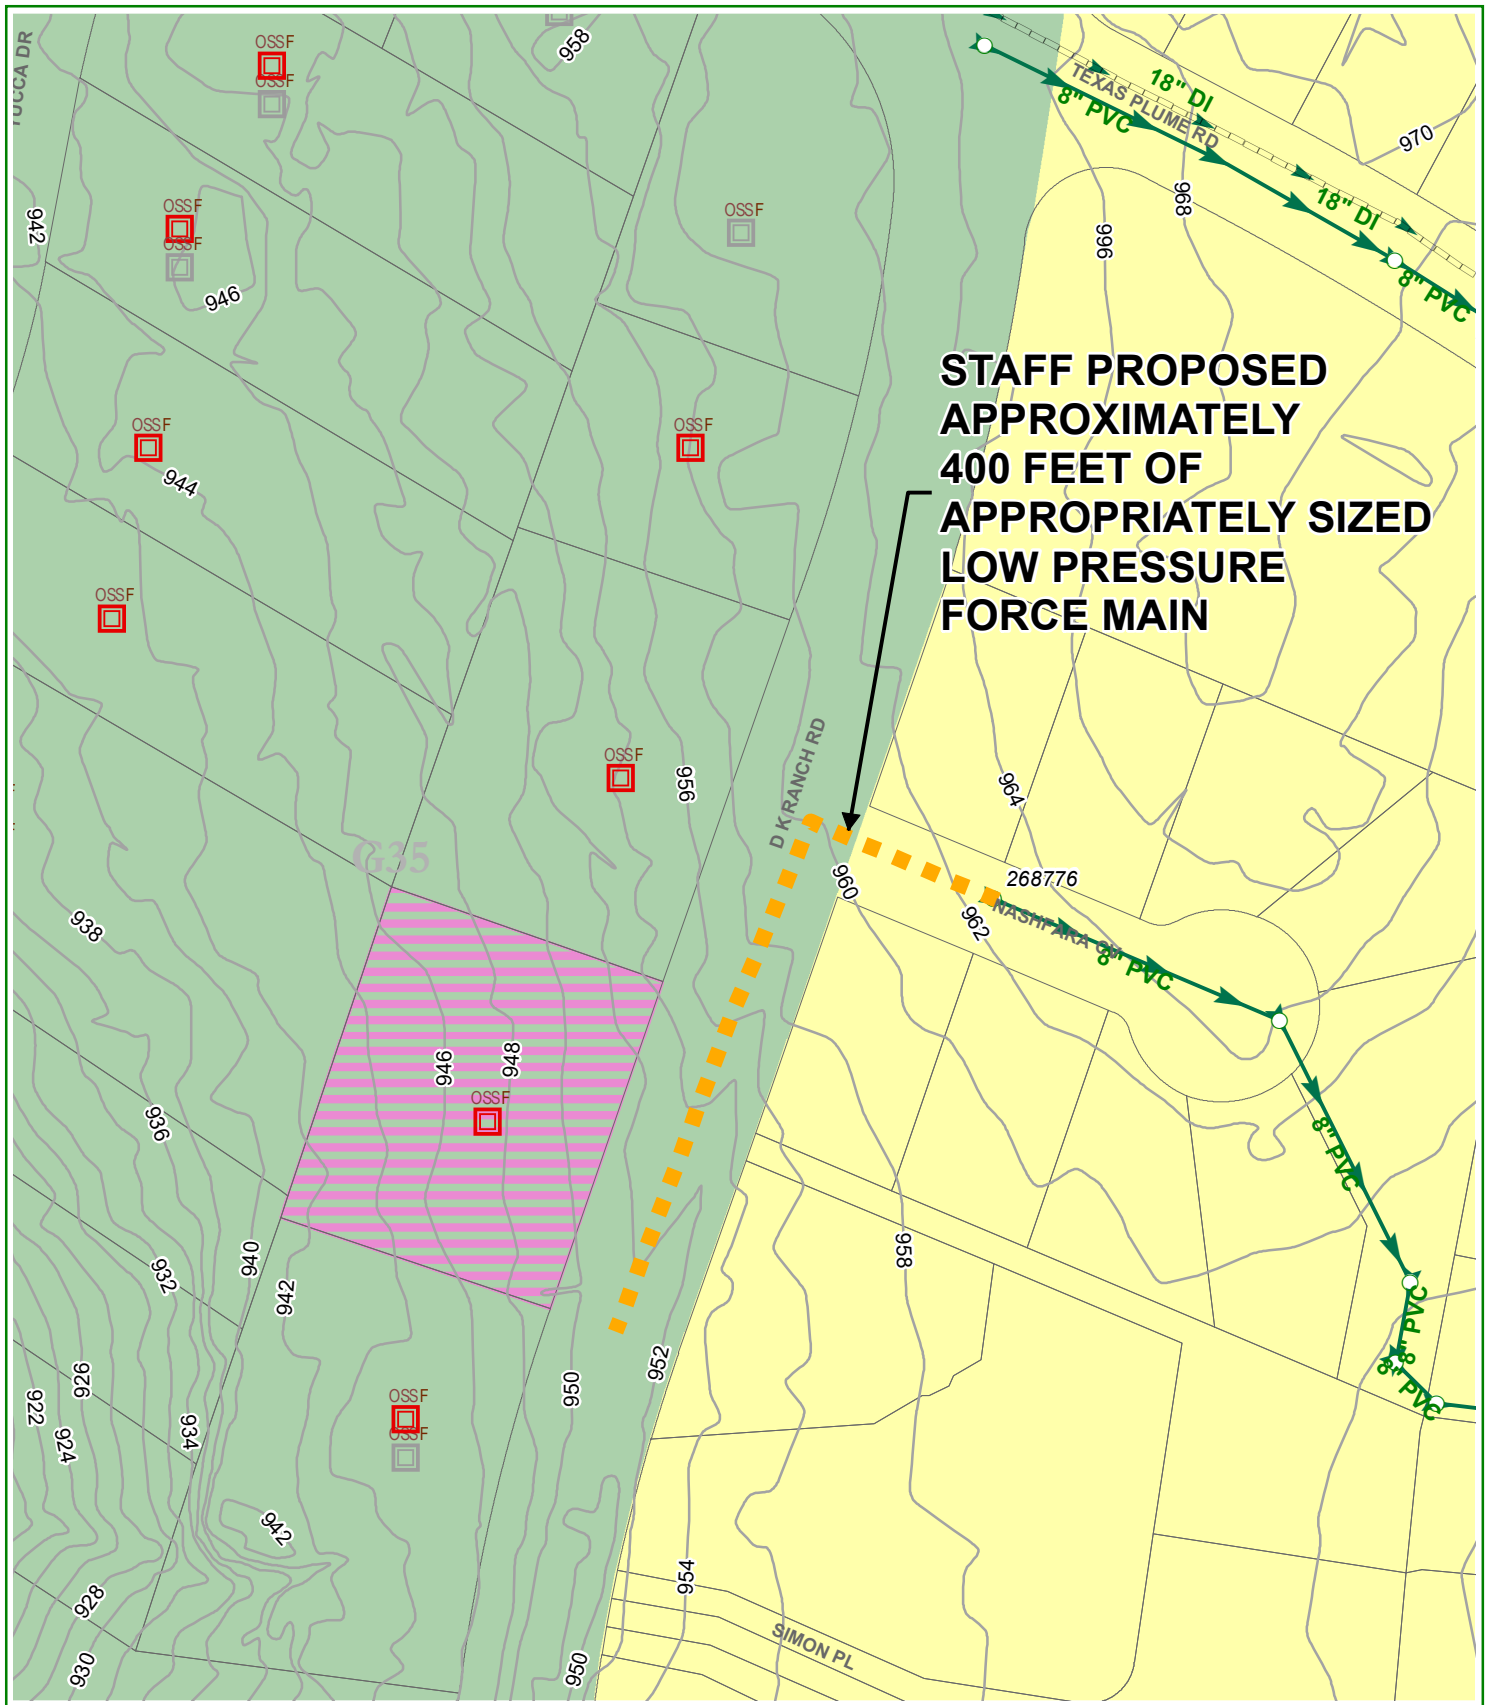 YUCCA DR
OSSF
OSSF
958
TEXAS PLUME RD
18" DI
8" PVC
970
942
OSSF
OSSF
946
OSSF
966
968
18" DI
8" PVC
STAFF PROPOSED
APPROXIMATELY
400 FEET OF
APPROPRIATELY SIZED
LOW PRESSURE
FORCE MAIN
OSSF
944
OSSF
OSSF
OSSF
956
D K RANCH RD
964
G35
960
268776
962
NASHPARA CV
8" PVC
938
946
948
OSSF
936
8" PVC
940
942
932
958
8" PVC
8" PVC
922
926
924
934
950
952
OSSF
OSSF
942
928
930
954
950
SIMON PL